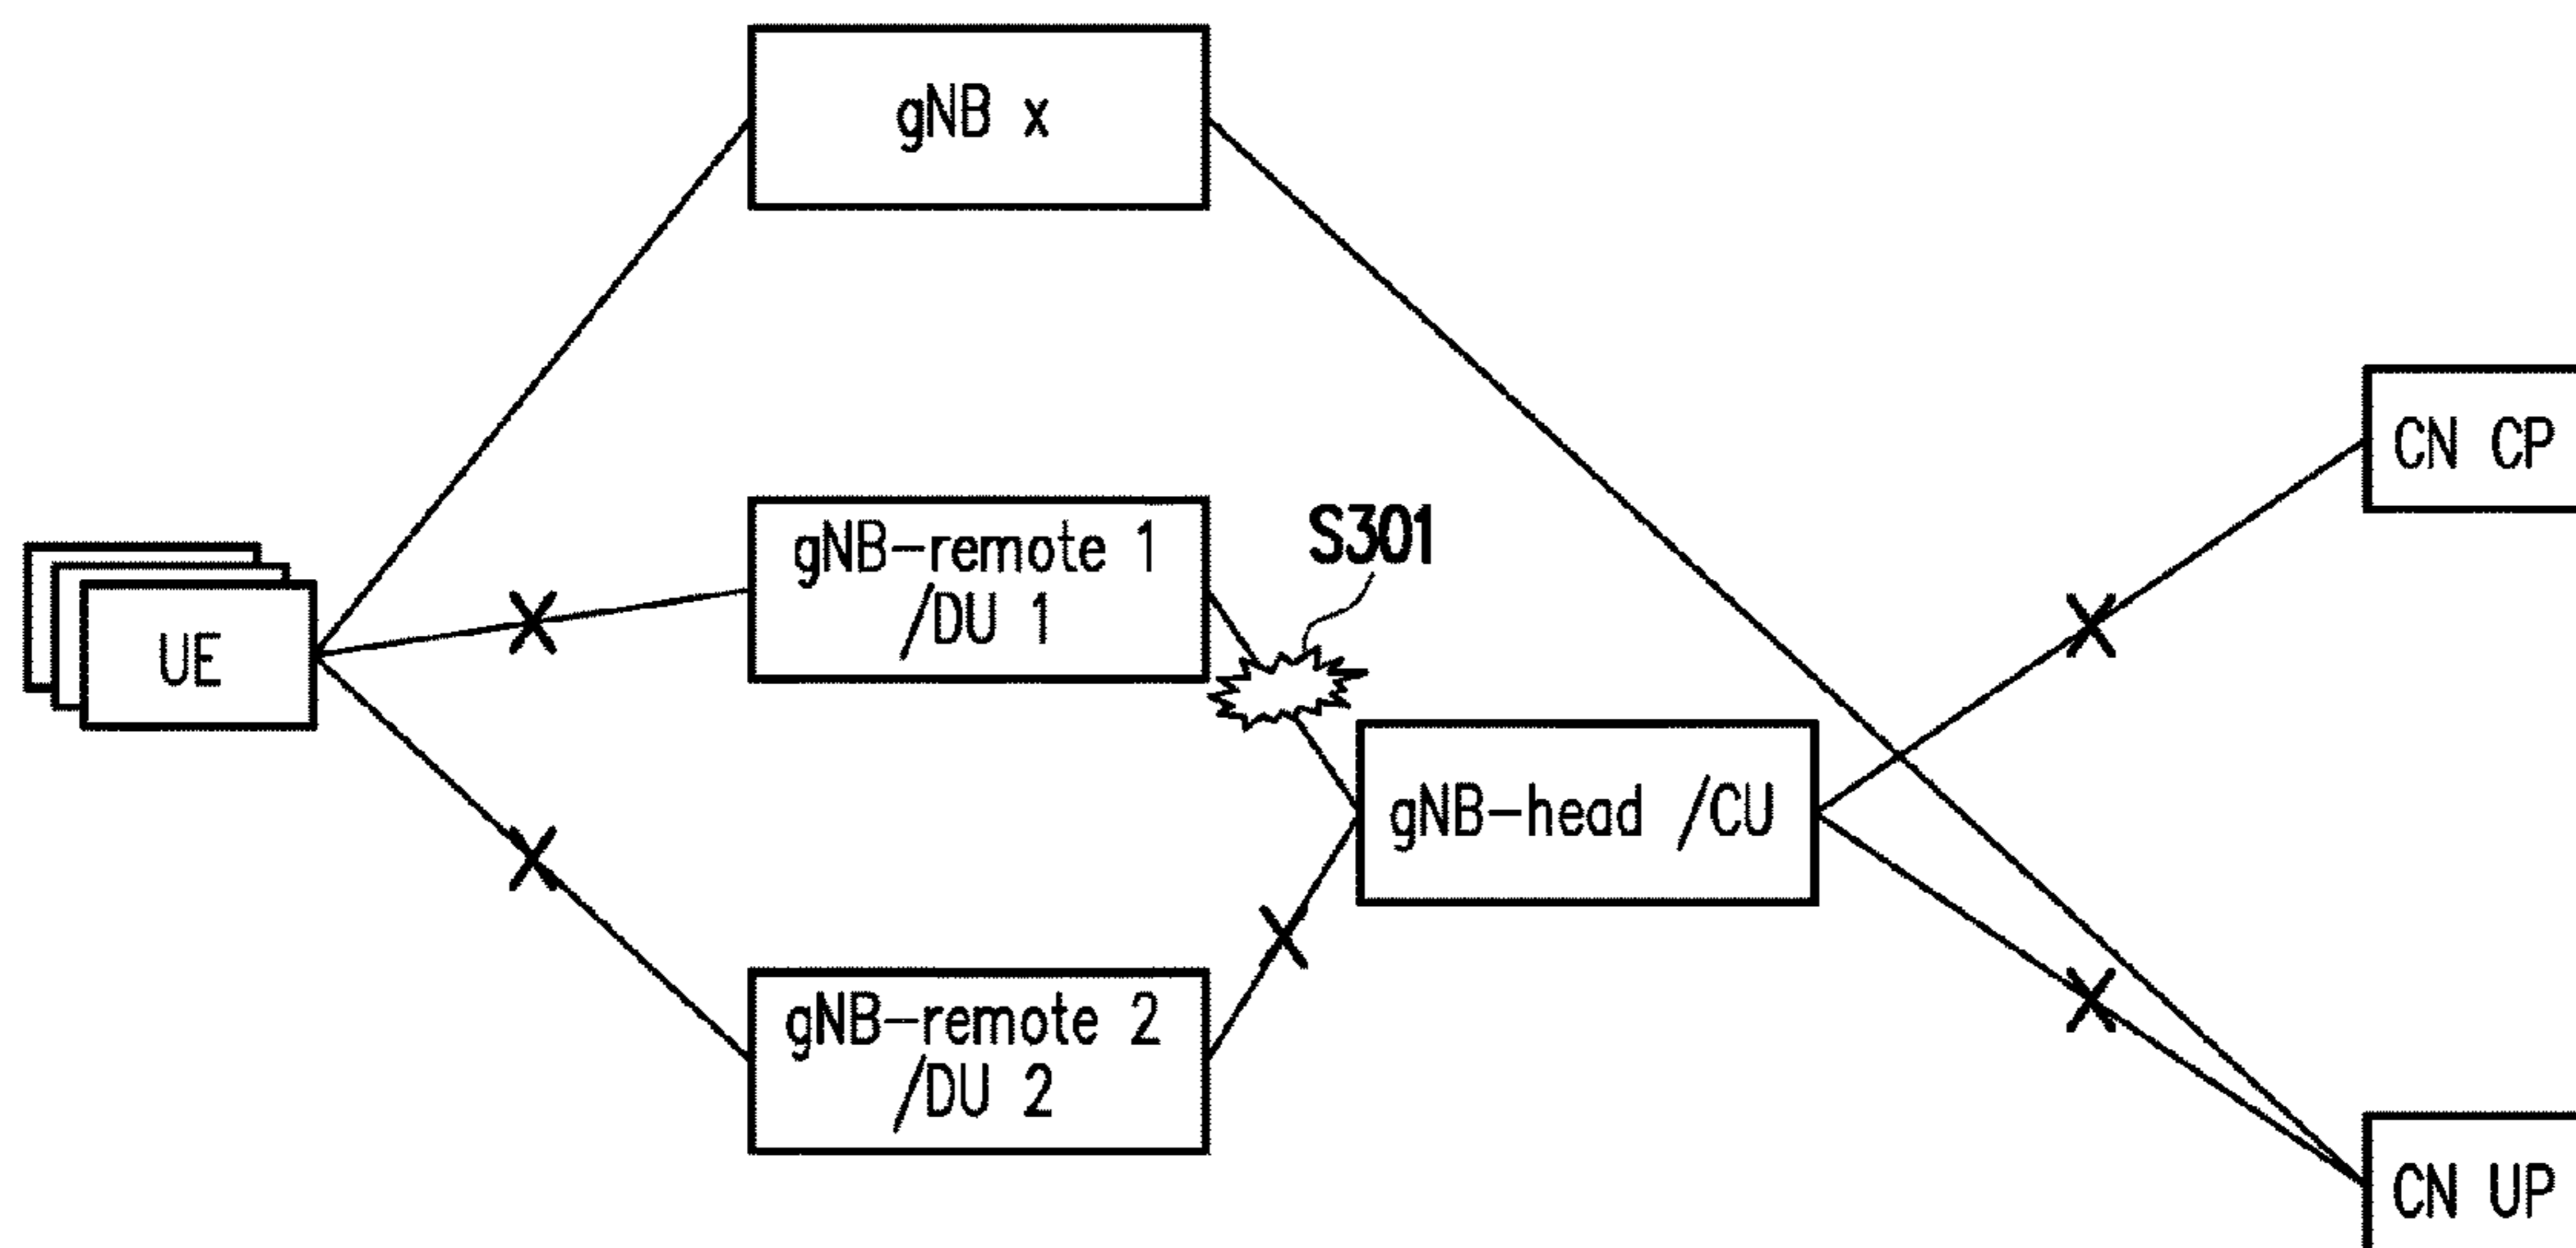 gNB x
CN CP
gNB-remote 1
/DU 1
S301
UE
gNB-head /CU
gNB-remote 2
/DU 2
CN UP